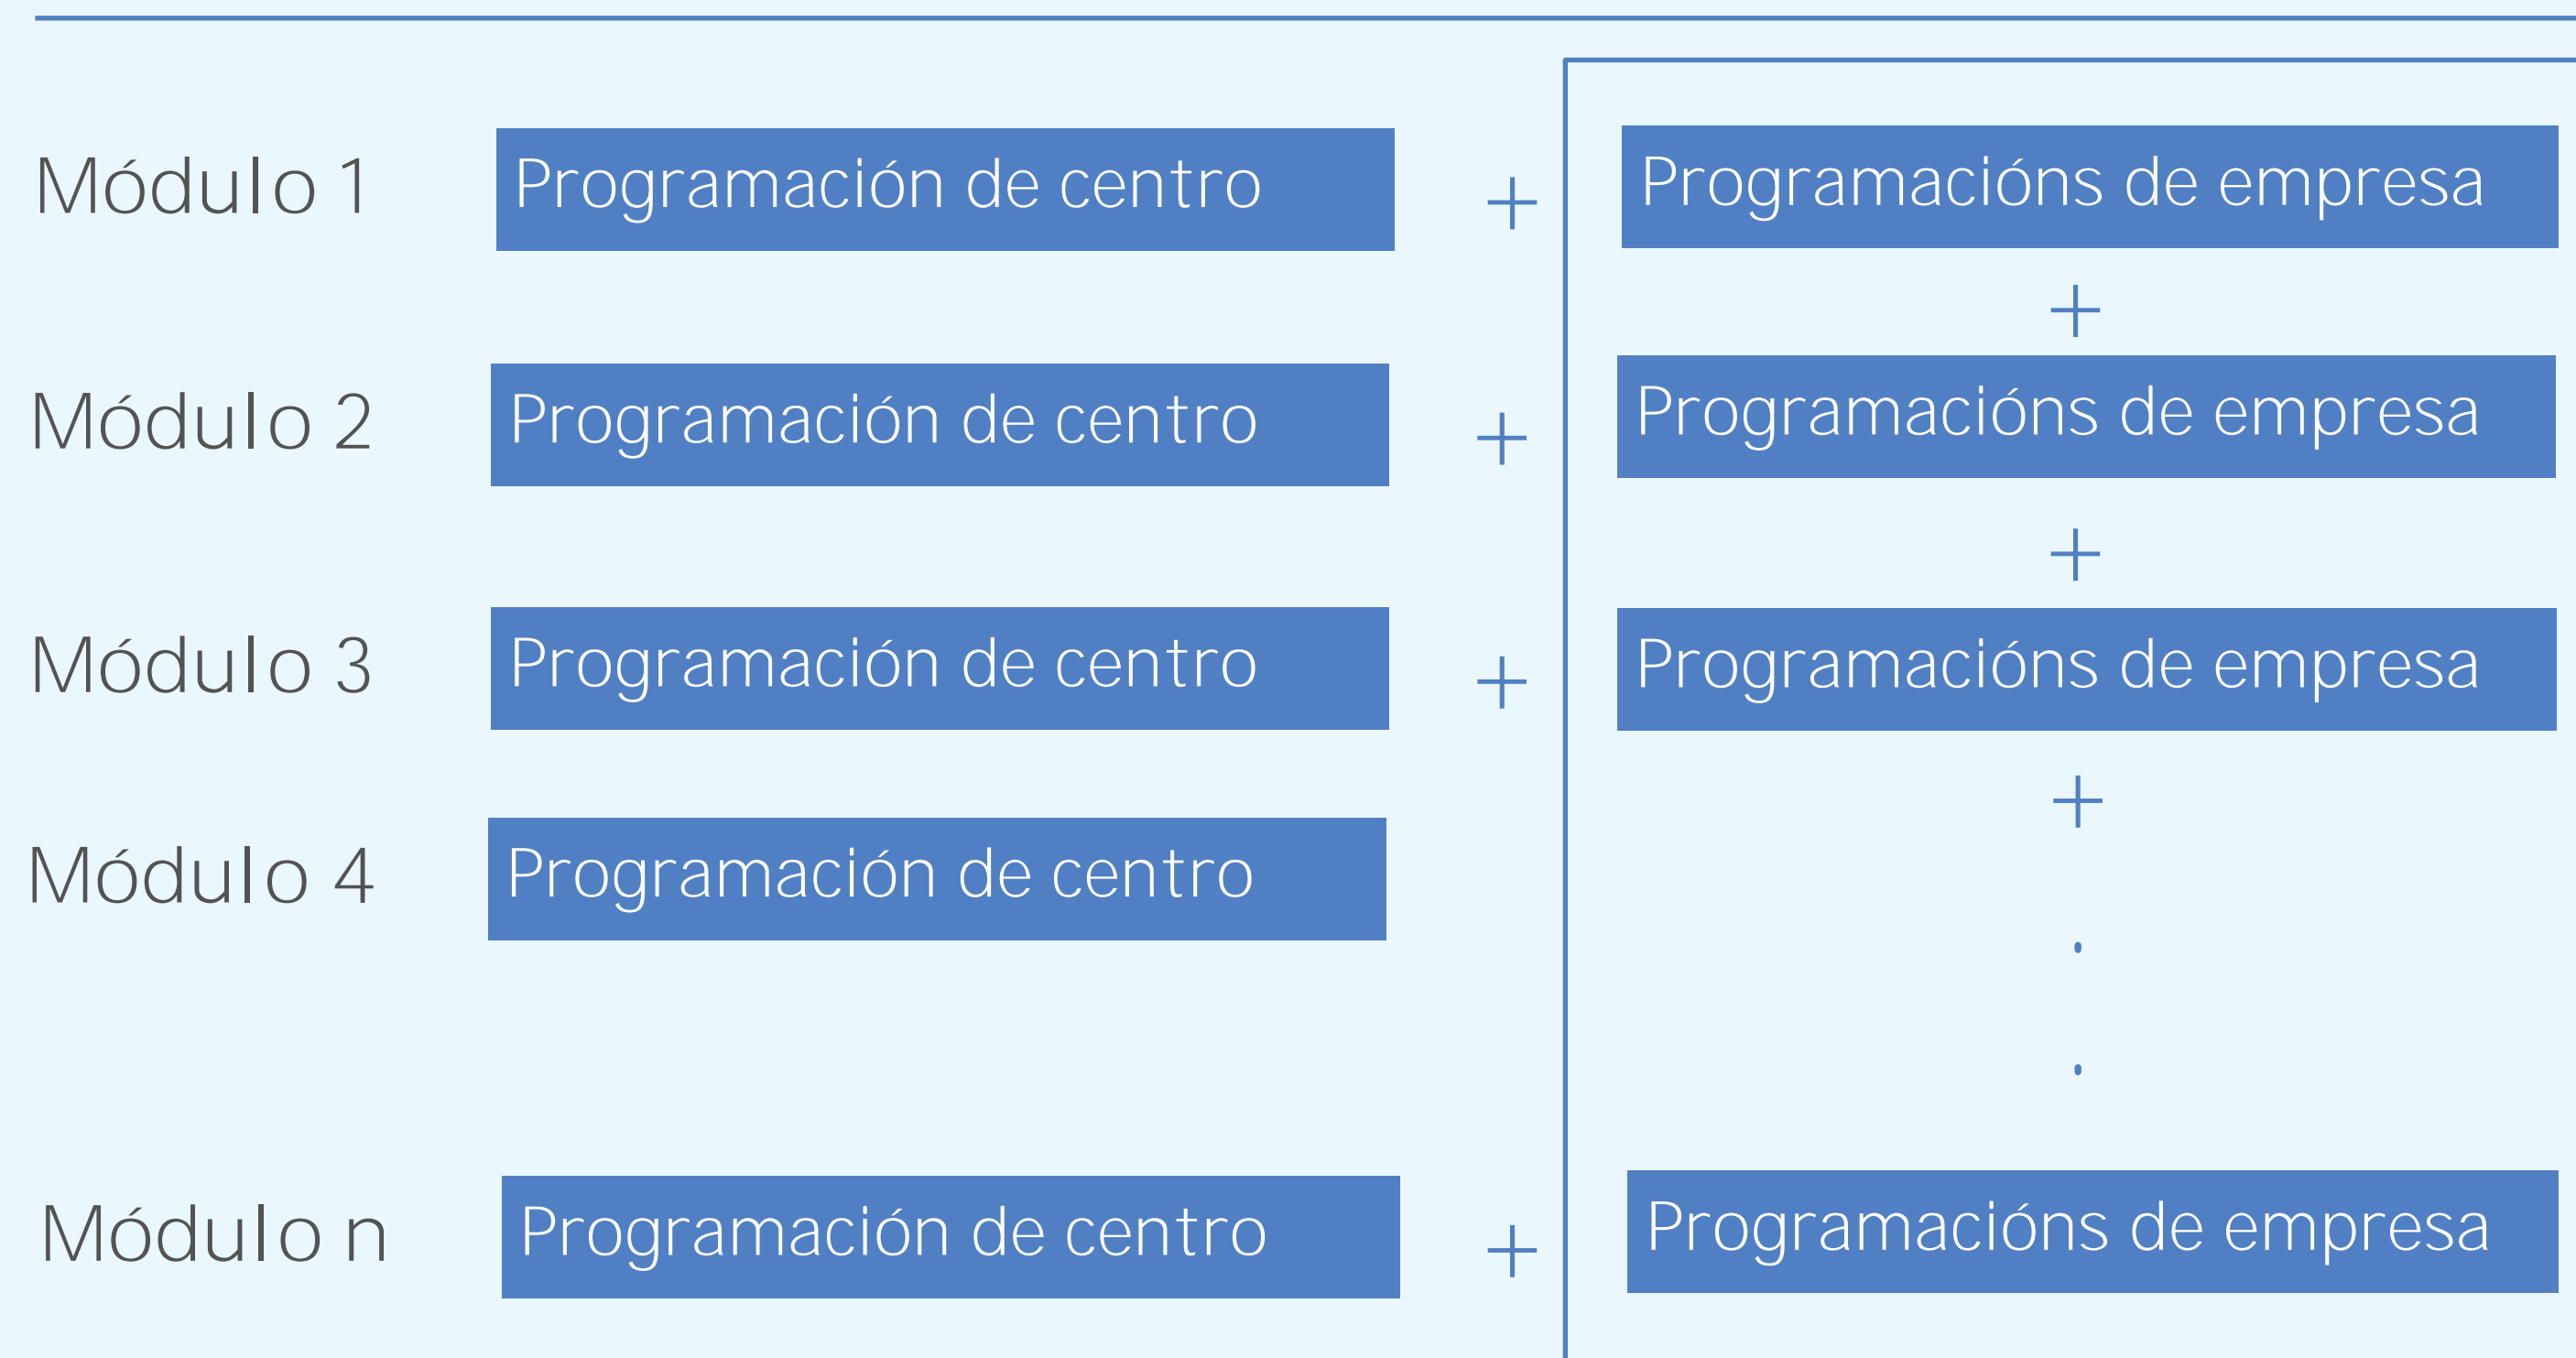 Módulo 1 Programación de centro + Programacións de empresa
+
Módulo 2 Programación de centro + Programacións de empresa
+
Módulo 3 Programación de centro + Programacións de empresa
+
Módulo 4 Programación de centro
.
.
Módulo n Programación de centro + Programacións de empresa